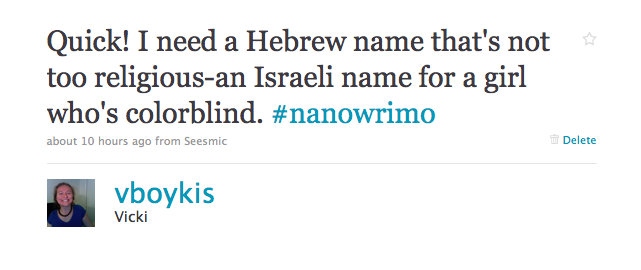 Quick! I need a Hebrew name that's not
too religious-an Israeli name for a girl
who's colorblind. #nanowrimo
about 10 hours ago from Seesmic
Delete
vboykis
Vicki